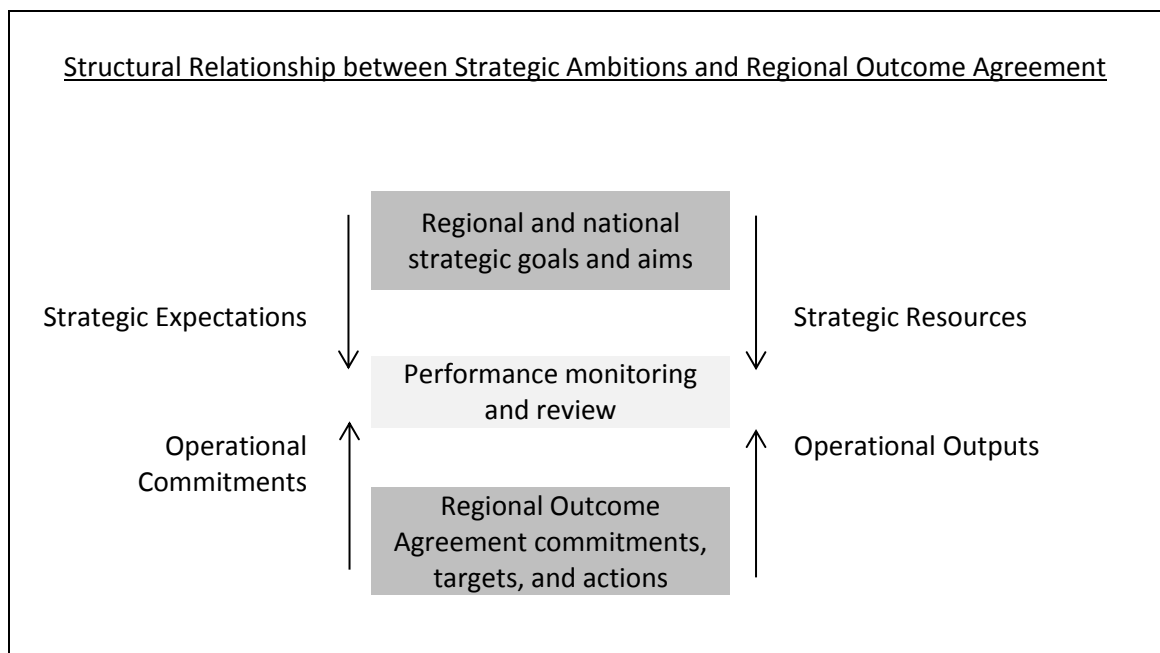 Structural Relationship between Strategic Ambitions and Regional Outcome Agreement
Regional and national
strategic goals and aims
Strategic Expectations
Strategic Resources
Performance monitoring
and review
Operational
Commitments
Operational Outputs
Regional Outcome
Agreement commitments,
targets, and actions